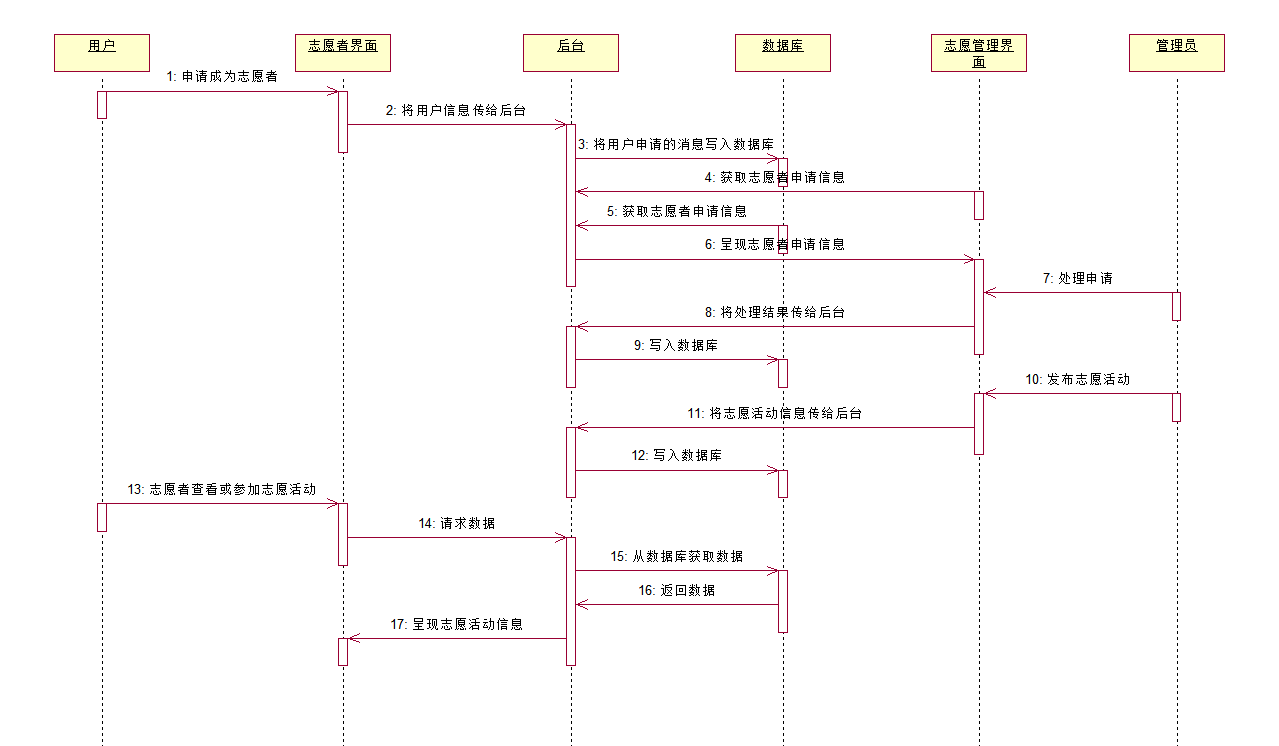 用户
志愿者界面
后台
数据库
志愿管理界
面
管理员
1: 申请成为志愿者
2: 将用户信息传给后台
3: 将用户申请的消息写入数据库
4: 获取志愿者申请信息
5: 获取志愿者申请信息
6: 呈现志愿者申请信息
7: 处理申请
8: 将处理结果传给后台
9: 写入数据库
10: 发布志愿活动
11: 将志愿活动信息传给后台
12: 写入数据库
13: 志愿者查看或参加志愿活动
14: 请求数据
15: 从数据库获取数据
16: 返回数据
17: 呈现志愿活动信息